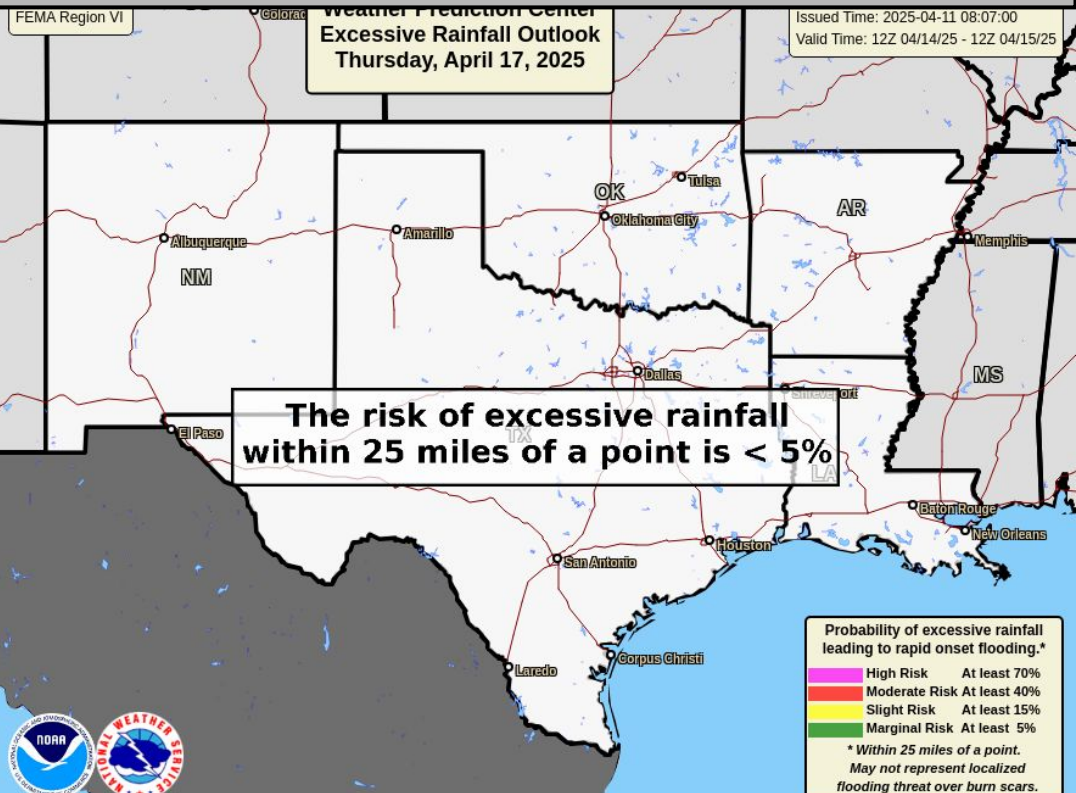 FEMA Region VI
Colorad
Weather Prediction Center
Excessive Rainfall Outlook
Thursday, April 17, 2025
Issued Time: 2025-04-11 08:07:00
Valid Time: 12Z 04/14/25 - 12Z 04/15/25
Tulsa
OK
AR
Oklahoma City
Amarillo
Albuquerque
Memphis
NM
Dallas
MS
Shreveport
The risk of excessive rainfall
within 25 miles of a point is < 5%
El Paso
TX
LA
Baton Rouge
New Orleans
Houston
San Antonio
Corpus Christi
Laredo
Probability of excessive rainfall
leading to rapid onset flooding.*
High Risk At least 70%
Moderate Risk At least 40%
Slight Risk At least 15%
Marginal Risk At least 5%
* Within 25 miles of a point.
May not represent localized
flooding threat over burn scars.
NOAA
NATIONAL WEATHER SERVICE